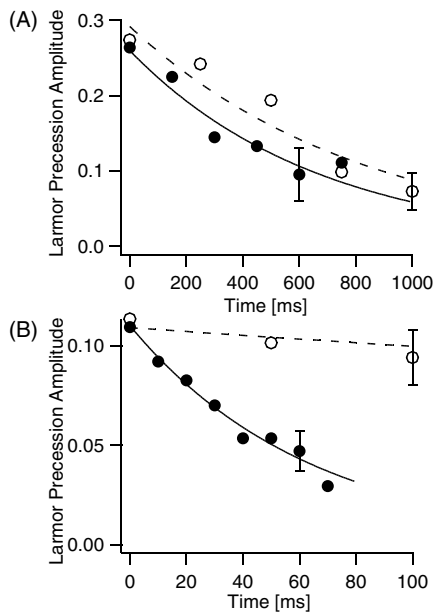 (A)
Larmor Precession Amplitude
0.3
0.2
0.1
0.0
0 200 400 600 800 1000
Time [ms]
(B)
Larmor Precession Amplitude
0.10
0.05
0.00
0 20 40 60 80 100
Time [ms]